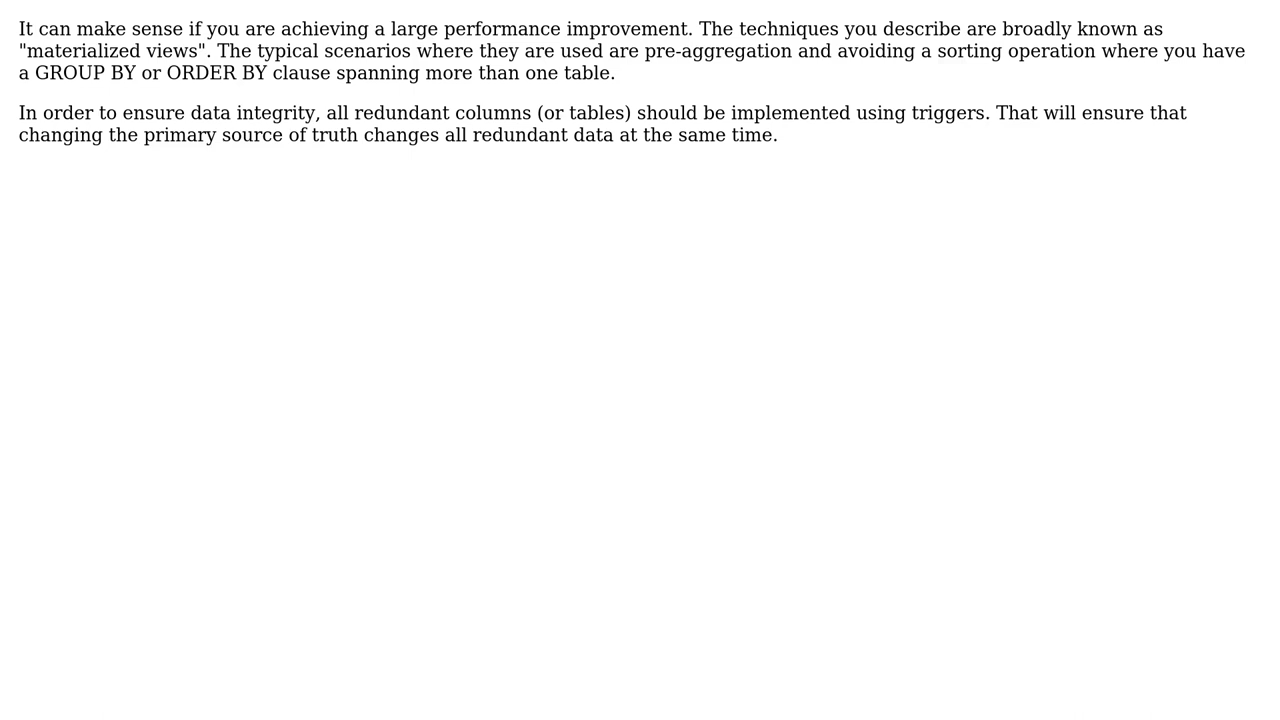 It can make sense if you are achieving a large performance improvement. The techniques you describe are broadly known as
"materialized views". The typical scenarios where they are used are pre-aggregation and avoiding a sorting operation where you have
a GROUP BY or ORDER BY clause spanning more than one table.
In order to ensure data integrity, all redundant columns (or tables) should be implemented using triggers. That will ensure that
changing the primary source of truth changes all redundant data at the same time.